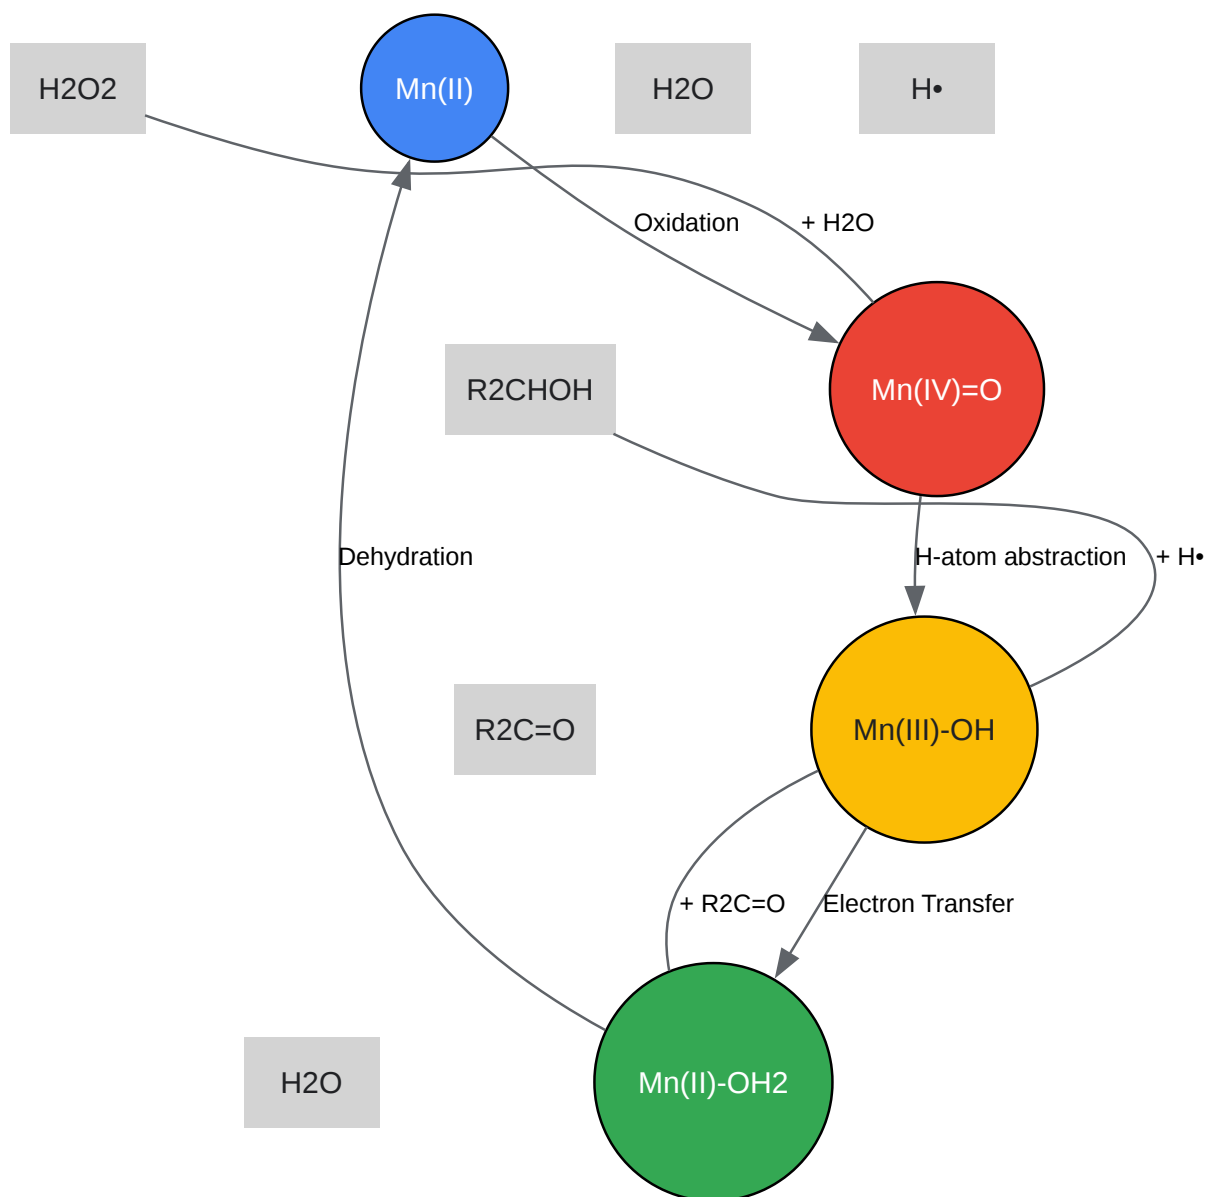 H2O2
Mn(II)
H2O
H•
Oxidation
+ H2O
R2CHOH
Mn(IV)=O
Dehydration
H-atom abstraction
+ H•
R2C=O
Mn(III)-OH
+ R2C=O
Electron Transfer
H2O
Mn(II)-OH2